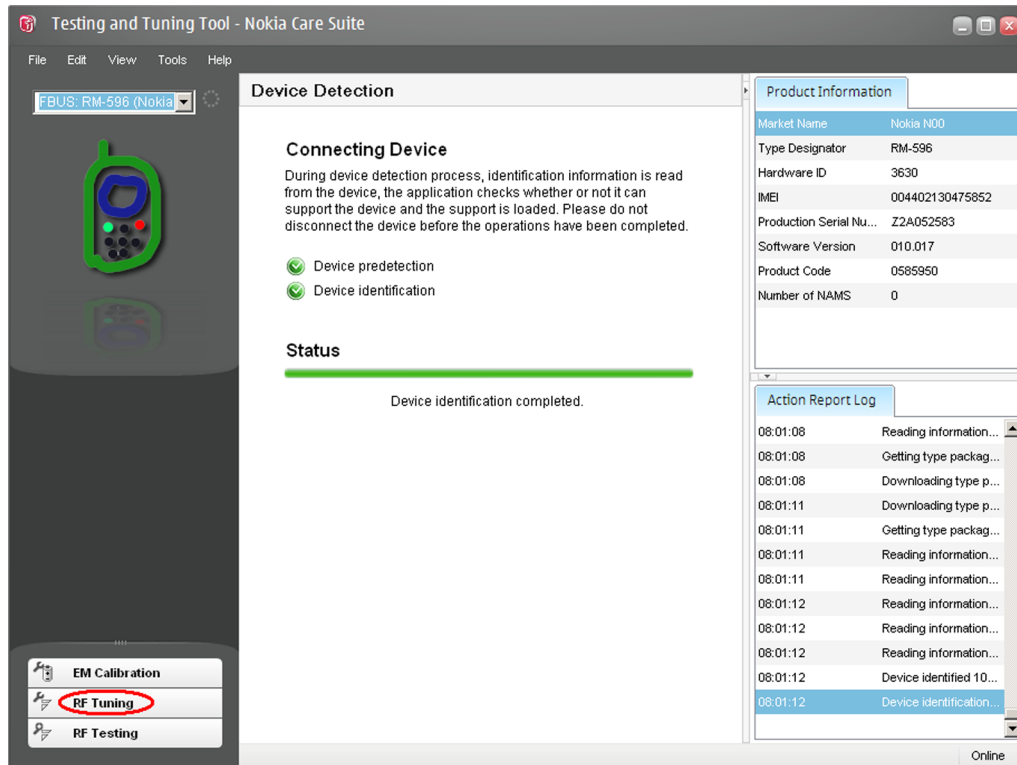 Testing and Tuning Tool - Nokia Care Suite
File Edit View Tools Help
FBUS: RM-596 (Nokia
Device Detection
Connecting Device
During device detection process, identification information is read
from the device, the application checks whether or not it can
support the device and the support is loaded. Please do not
disconnect the device before the operations have been completed.
Device predetection
Device identification
Status
Device identification completed.
EM Calibration
RF Tuning
RF Testing
Product Information
Market Name Nokia N00
Type Designator RM-596
Hardware ID 3630
IMEI 004402130475852
Production Serial Nu... Z2A052583
Software Version 010.017
Product Code 0585950
Number of NAMS 0
Action Report Log
08:01:08 Reading information...
08:01:08 Getting type packag...
08:01:08 Downloading type p...
08:01:11 Downloading type p...
08:01:11 Getting type packag...
08:01:11 Reading information...
08:01:11 Reading information...
08:01:12 Reading information...
08:01:12 Reading information...
08:01:12 Reading information...
08:01:12 Device identified 10...
08:01:12 Device identification...
Online